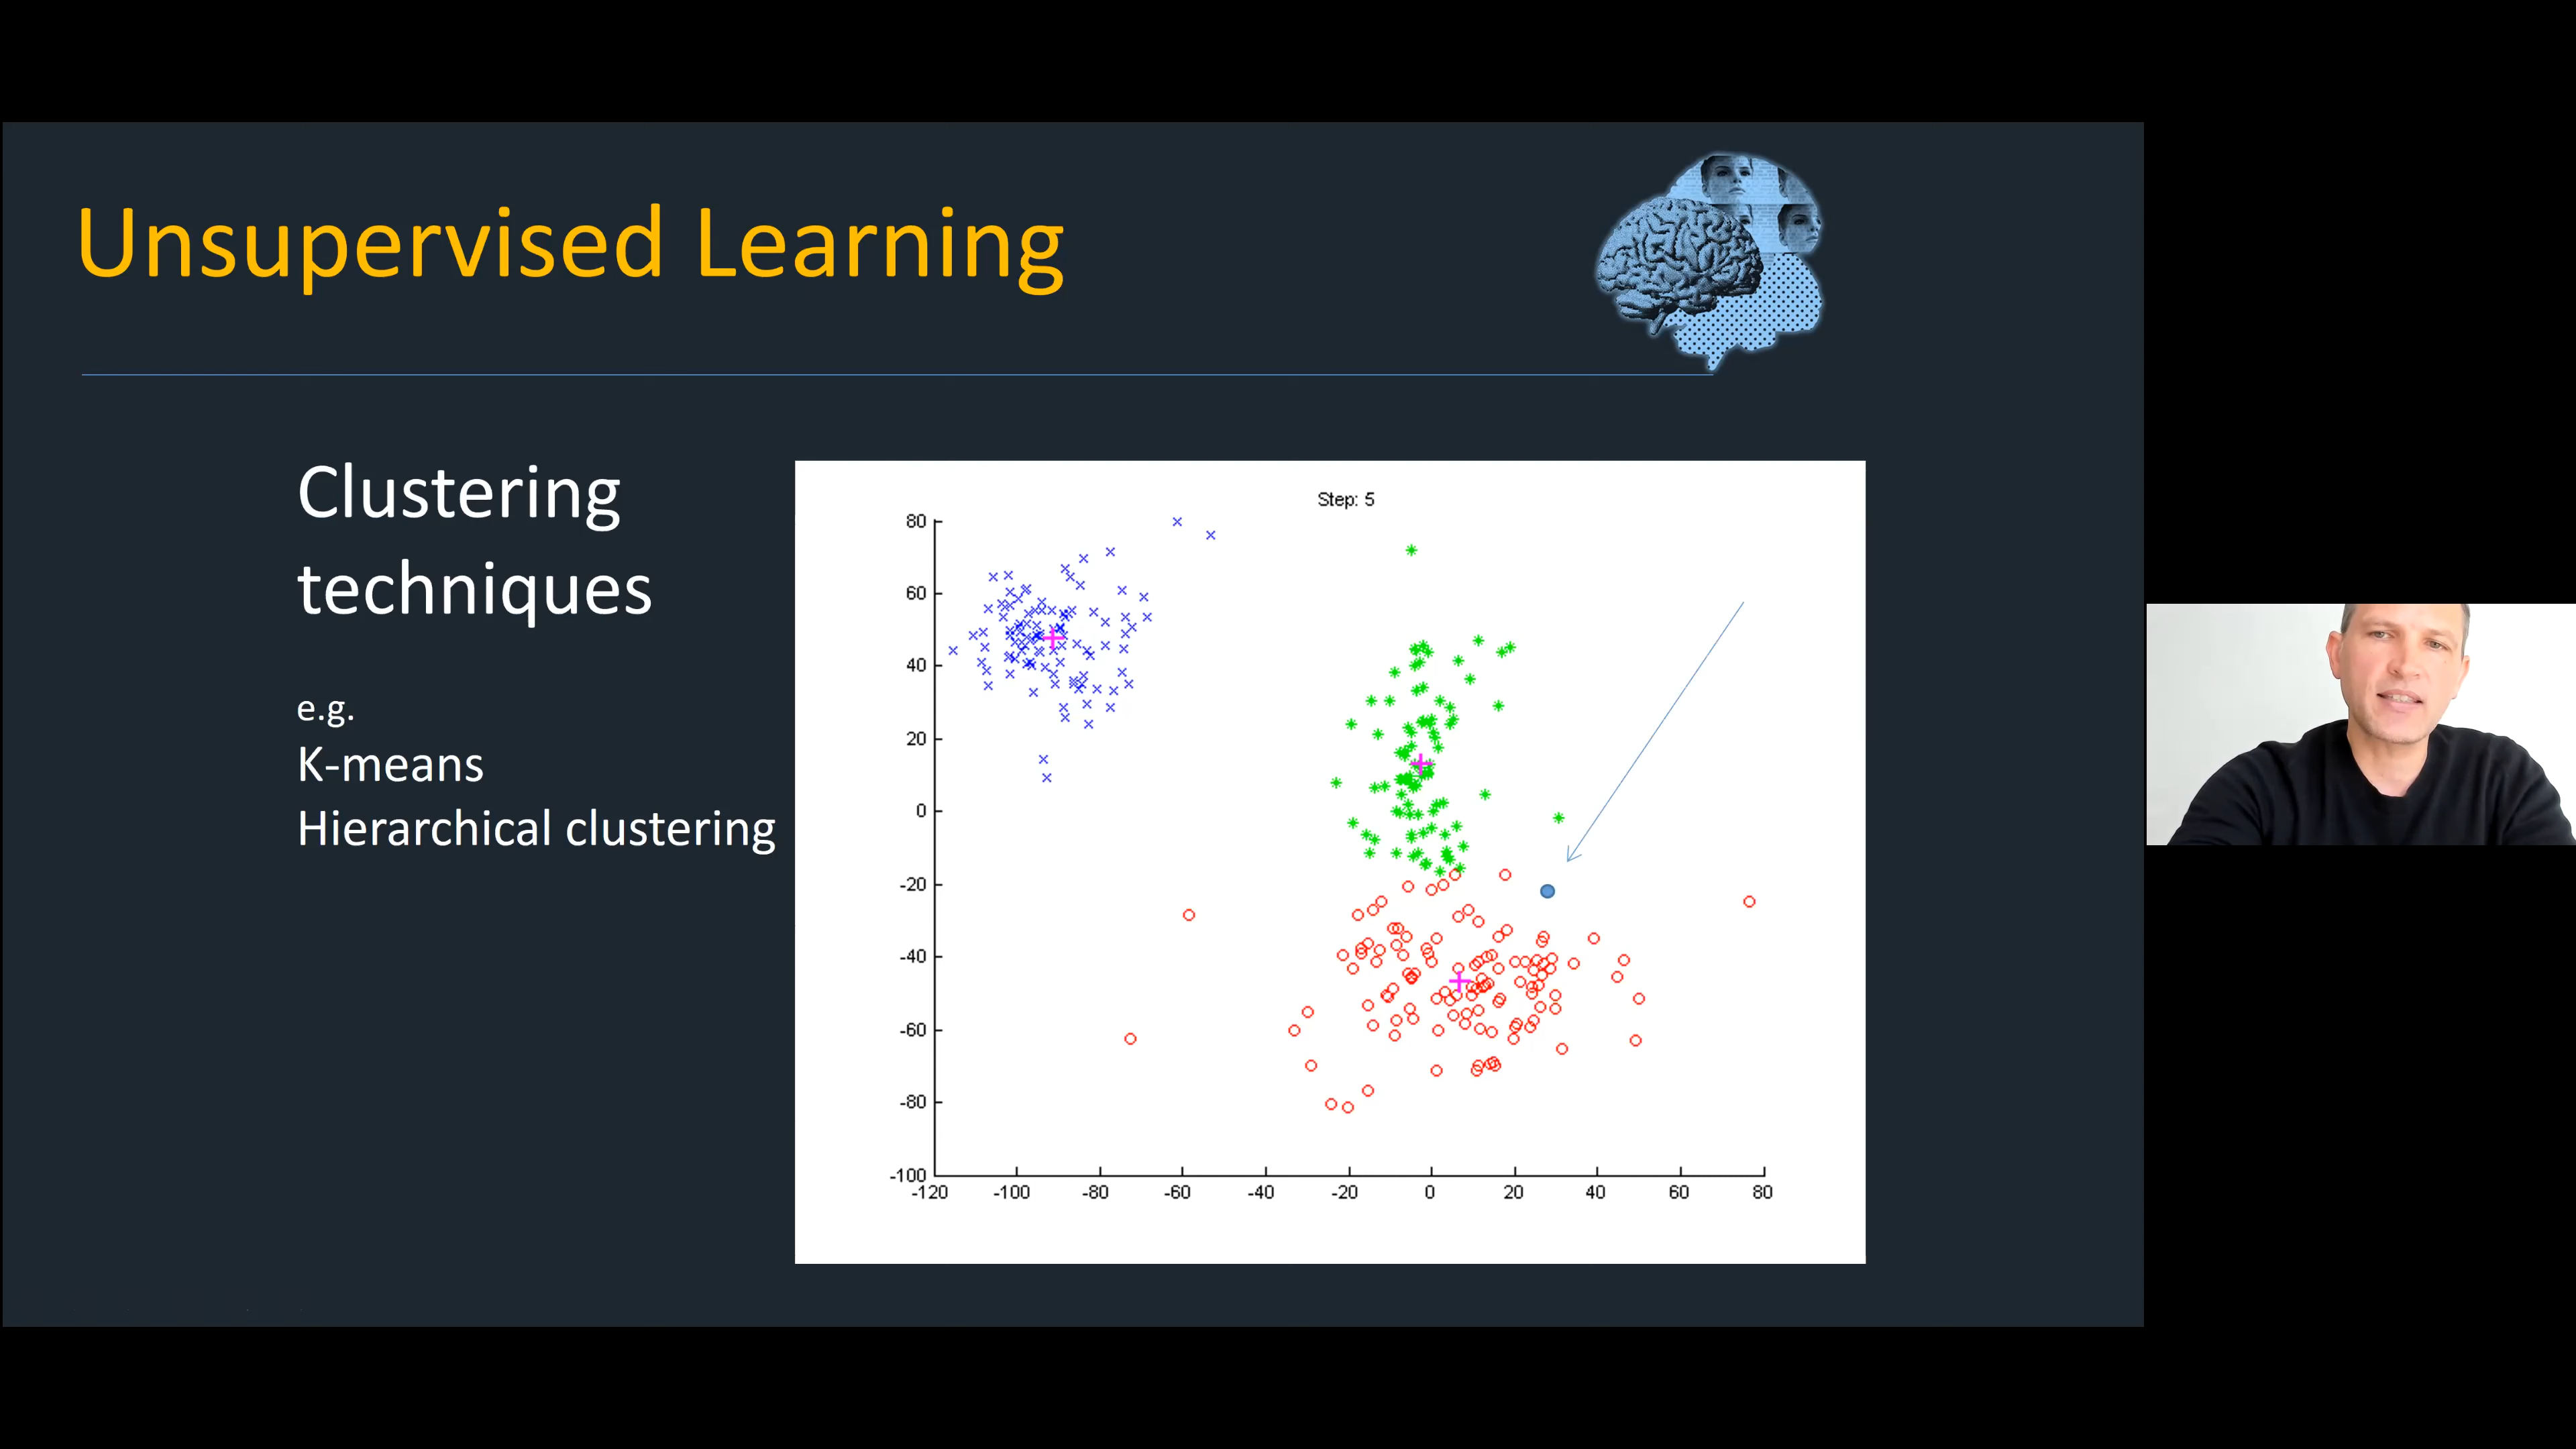 Unsupervised Learning
Clustering
techniques
e.g.
K-means
Hierarchical clustering
Step: 5
80
60
40
20
0
-20
-40
-60
-80
-100
-120 -100 -80 -60 -40 -20 0 20 40 60 80